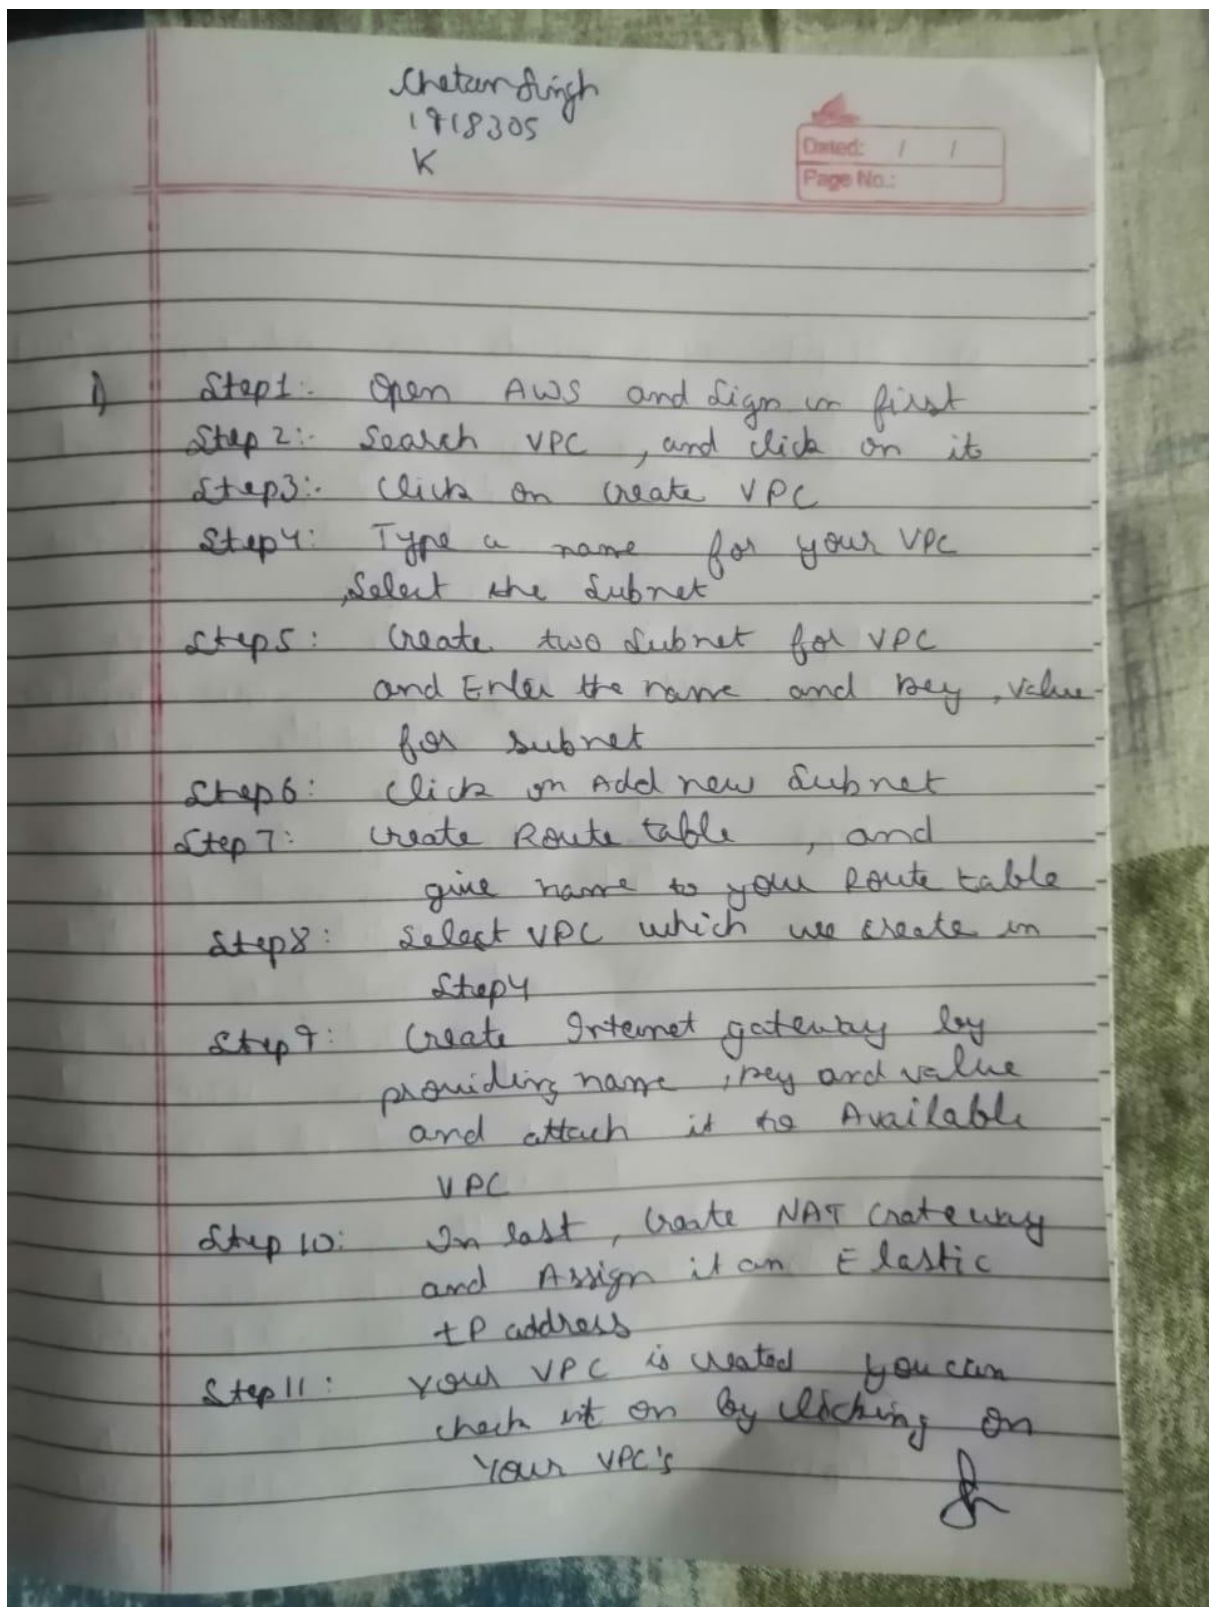 Chetan Singh
1918305
K
Dated: / /
Page No.:
1) Step1:- Open AWS and Sign in first
Step 2:- Search VPC , and click on it
Step3:- Click on Create VPC
Step4: Type a name for your VPC
,Select the Subnet
Step5: Create two Subnet for VPC
and Enter the name and key , value
for subnet
Step6: Click on Add new Subnet
Step 7: Create Route table , and
give name to your Route table
Step8: Select VPC which we create in
Step4
Step9: Create Internet gateway by
providing name , key and value
and attach it to Available
VPC
Step 10: In last , Create NAT Gateway
and Assign it an Elastic
IP address
Step 11: Your VPC is created you can
check it on by clicking on
Your VPC's